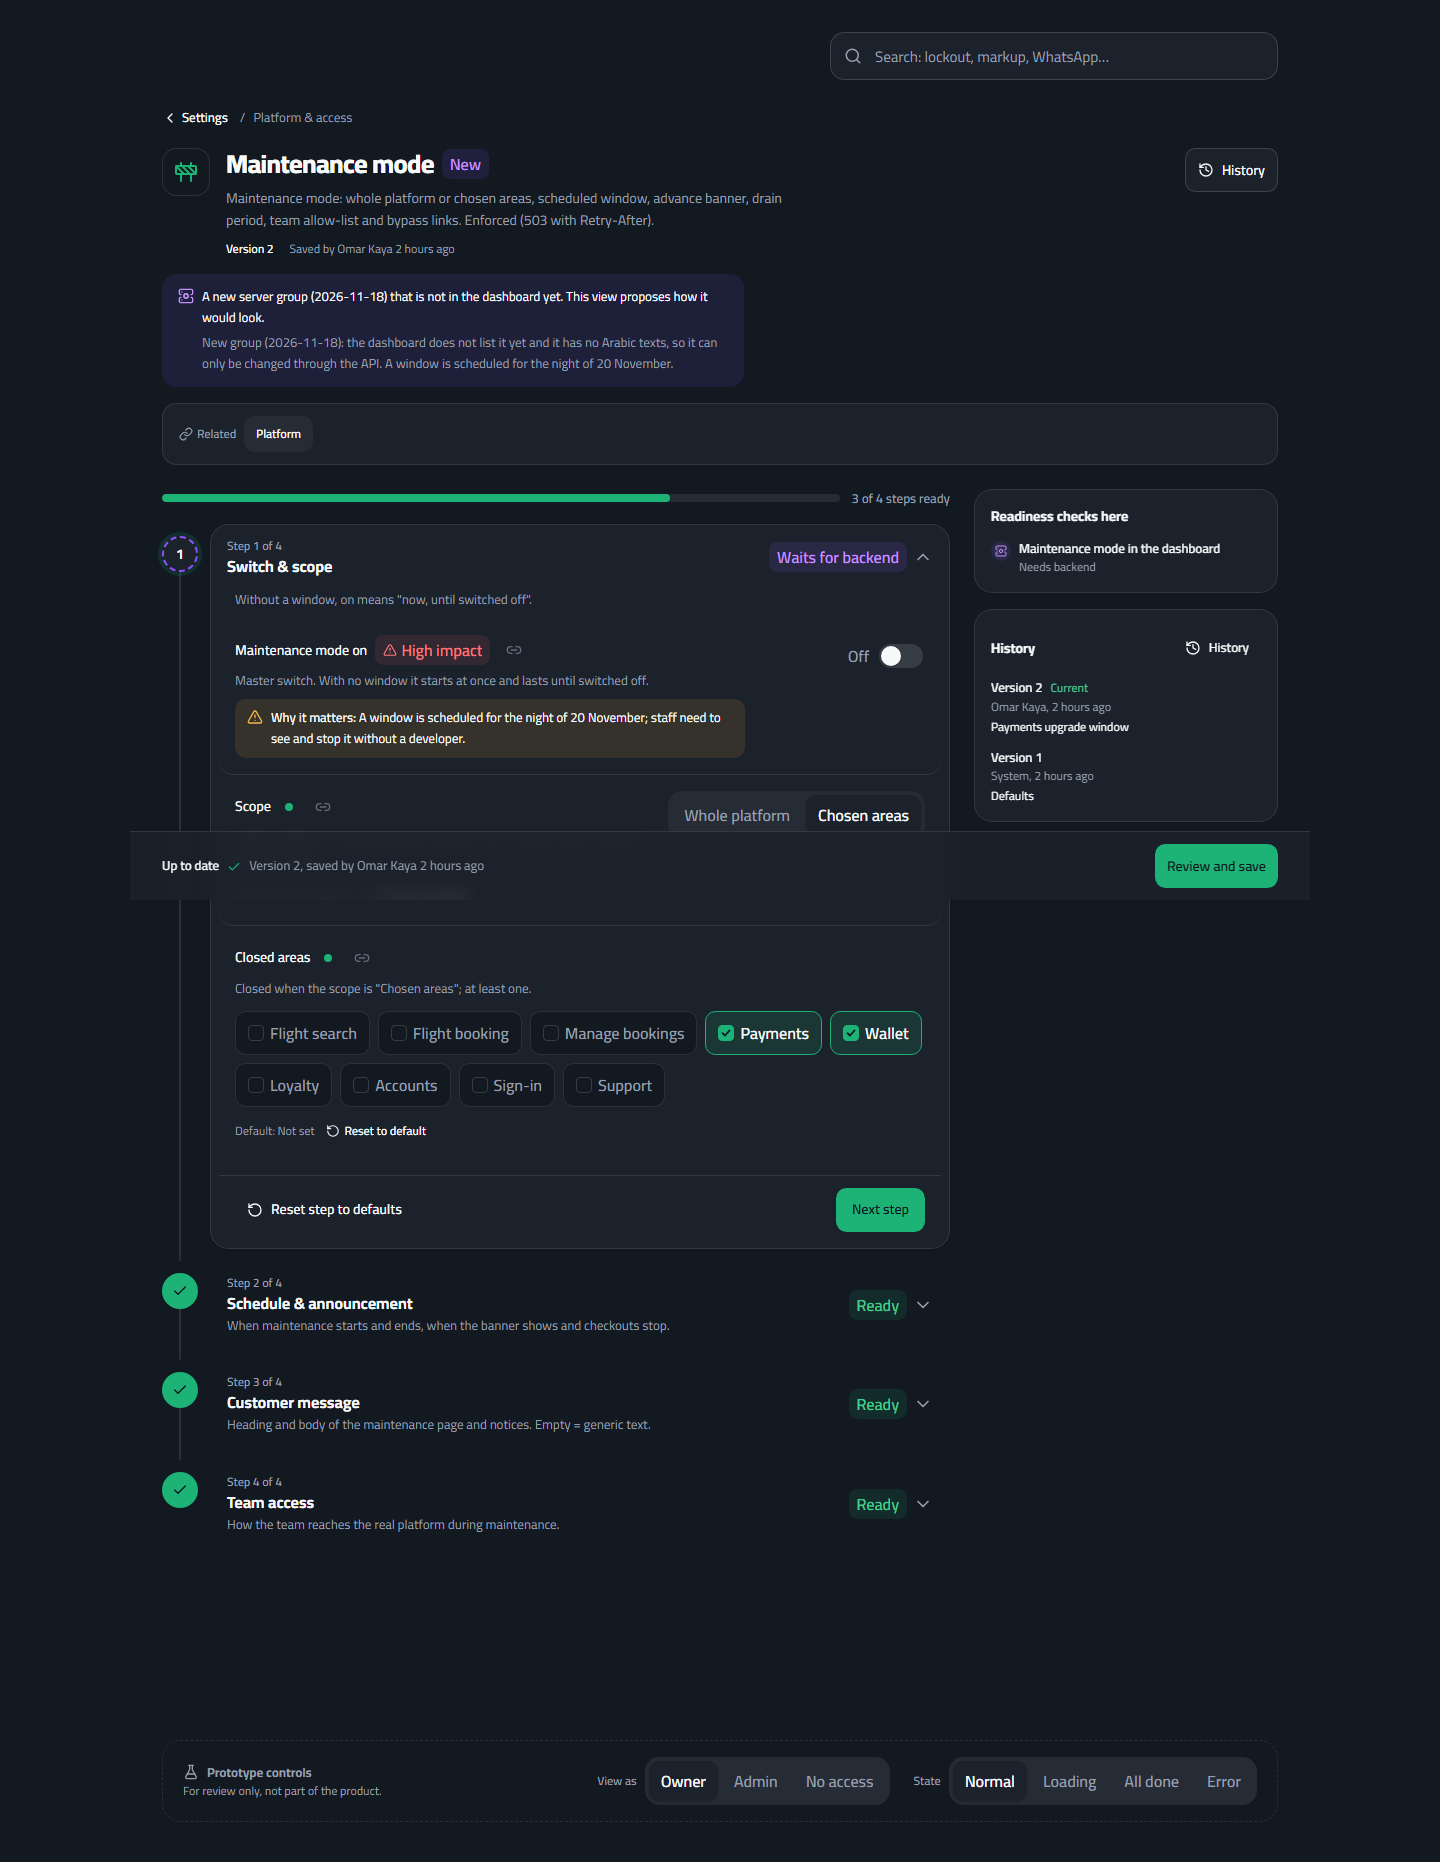 Search: lockout, markup, WhatsApp...
Settings / Platform & access
Maintenance mode New
History
Maintenance mode: whole platform or chosen areas, scheduled window, advance banner, drain
period, team allow-list and bypass links. Enforced (503 with Retry-After).
Version 2 Saved by Omar Kaya 2 hours ago
A new server group (2026-11-18) that is not in the dashboard yet. This view proposes how it
would look.
New group (2026-11-18): the dashboard does not list it yet and it has no Arabic texts, so it can
only be changed through the API. A window is scheduled for the night of 20 November.
Related Platform
3 of 4 steps ready
1
Step 1 of 4
Switch & scope
Waits for backend
Without a window, on means "now, until switched off".
Maintenance mode on High impact
Off
Master switch. With no window it starts at once and lasts until switched off.
Why it matters: A window is scheduled for the night of 20 November; staff need to
see and stop it without a developer.
Scope
Whole platform Chosen areas
Readiness checks here
Maintenance mode in the dashboard
Needs backend
History
History
Version 2 Current
Omar Kaya, 2 hours ago
Payments upgrade window
Version 1
System, 2 hours ago
Defaults
Up to date Version 2, saved by Omar Kaya 2 hours ago
Review and save
Closed areas
Closed when the scope is "Chosen areas"; at least one.
Flight search Flight booking Manage bookings Payments Wallet
Loyalty Accounts Sign-in Support
Default: Not set Reset to default
Reset step to defaults
Next step
Step 2 of 4
Schedule & announcement
When maintenance starts and ends, when the banner shows and checkouts stop.
Ready
Step 3 of 4
Customer message
Heading and body of the maintenance page and notices. Empty = generic text.
Ready
Step 4 of 4
Team access
How the team reaches the real platform during maintenance.
Ready
Prototype controls
For review only, not part of the product.
View as Owner Admin No access
State Normal Loading All done Error